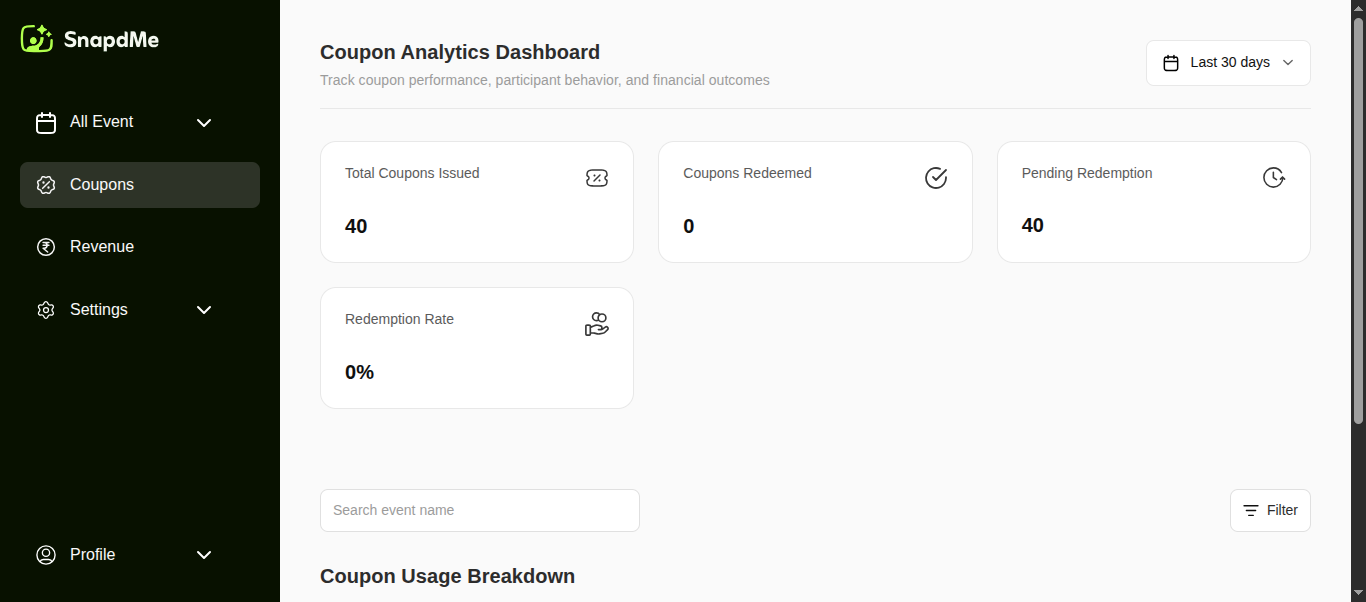 SnapdMe
All Event
Coupons
Revenue
Settings
Profile
Coupon Analytics Dashboard
Track coupon performance, participant behavior, and financial outcomes
Last 30 days
Total Coupons Issued
40
Coupons Redeemed
0
Pending Redemption
40
Redemption Rate
0%
Search event name
Filter
Coupon Usage Breakdown